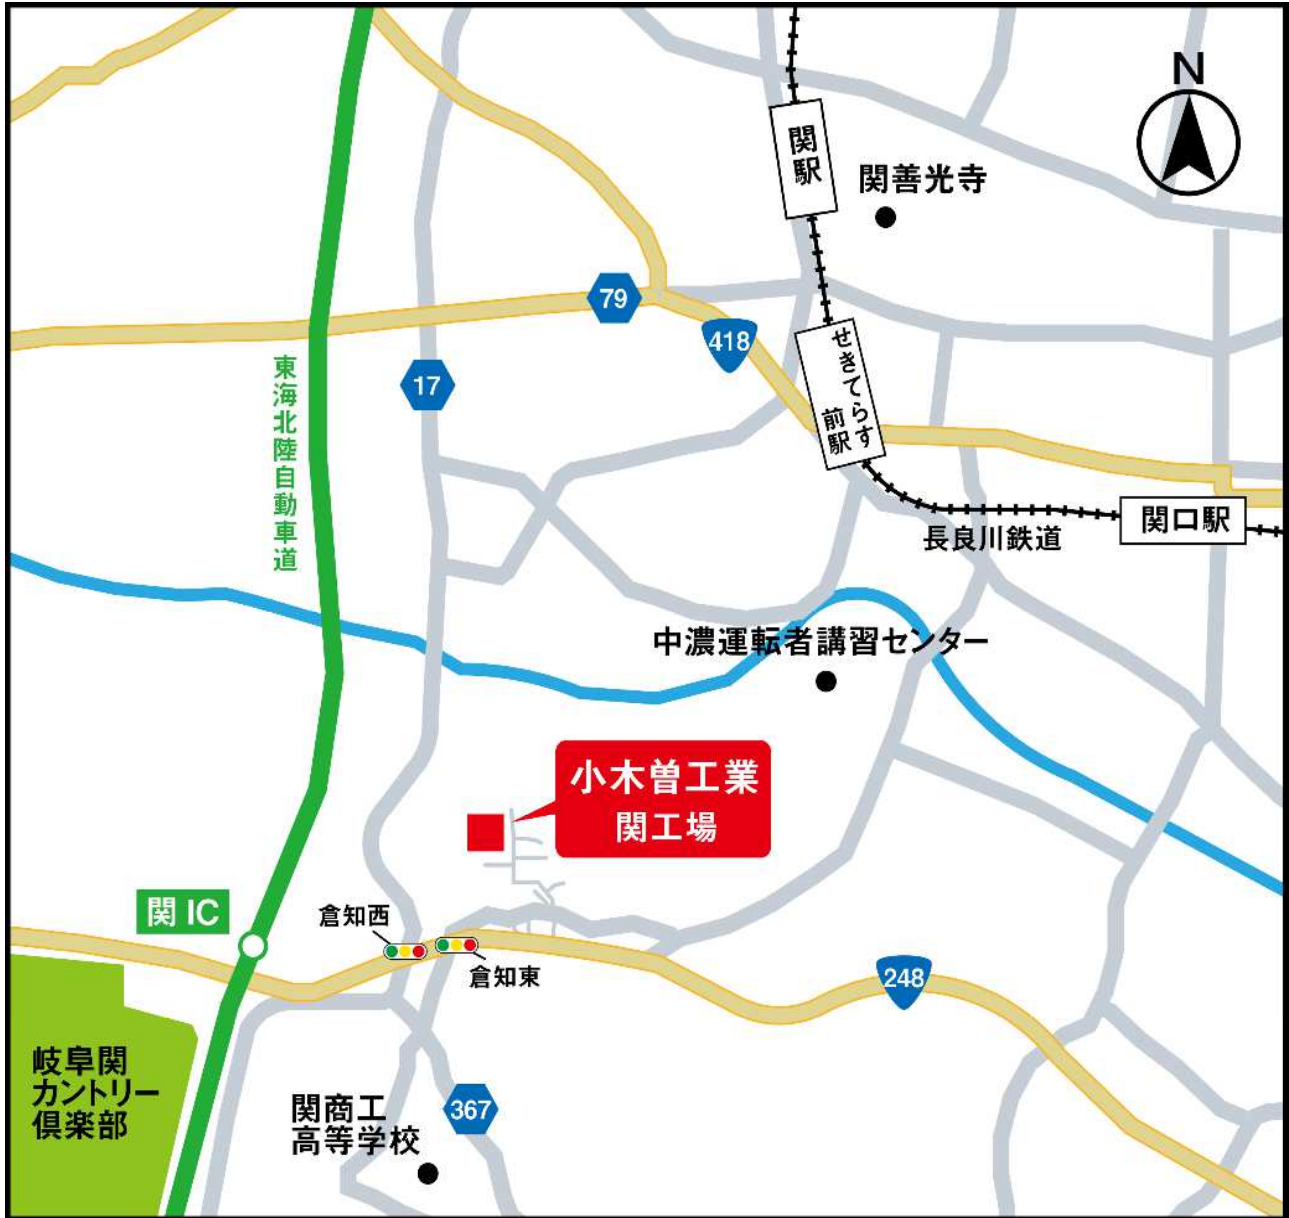 N
関駅
関善光寺
79
418
せきてらす
前駅
17
東海北陸自動車道
関口駅
長良川鉄道
中濃運転者講習センター
小木曽工業
関工場
関 IC
倉知西
倉知東
248
岐阜関
カントリー
倶楽部
関商工
高等学校
367